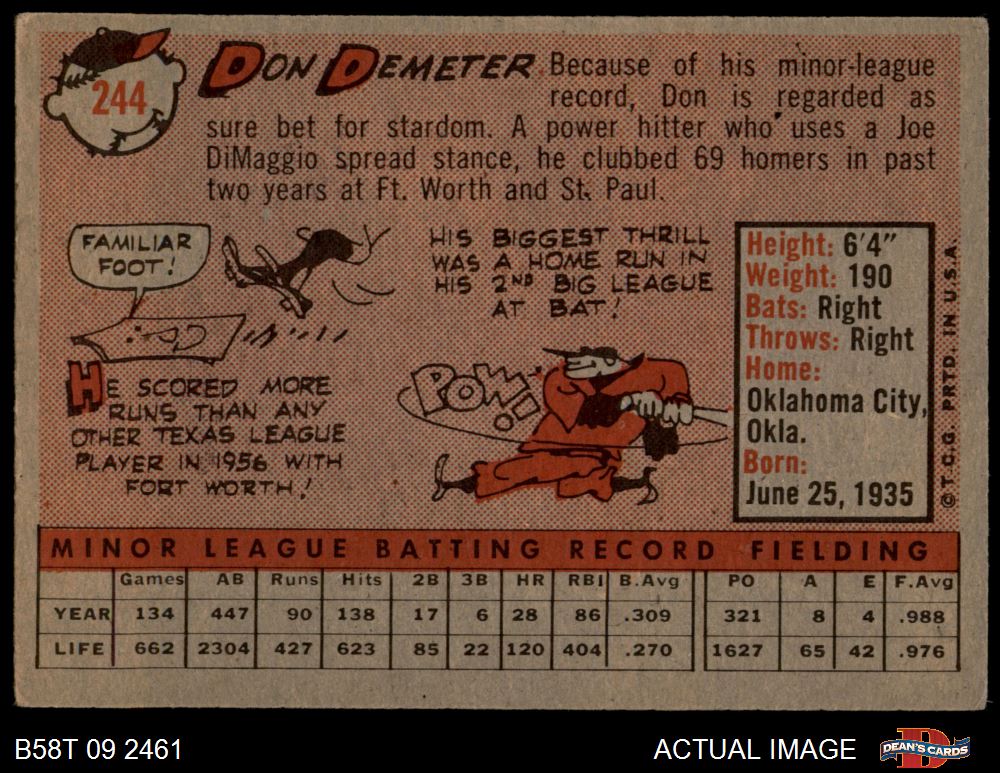 244
DON DEMETER Because of his minor-league
record, Don is regarded as
sure bet for stardom. A power hitter who uses a Joe
DiMaggio spread stance, he clubbed 69 homers in past
two years at Ft. Worth and St. Paul.
FAMILIAR
FOOT!
HE SCORED MORE
RUNS THAN ANY
OTHER TEXAS LEAGUE
PLAYER IN 1956 WITH
FORT WORTH!
HIS BIGGEST THRILL
WAS A HOME RUN IN
HIS 2ND BIG LEAGUE
AT BAT!
POW!
Height: 6'4"
Weight: 190
Bats: Right
Throws: Right
Home:
Oklahoma City,
Okla.
Born:
June 25, 1935
© T.C.G. PRTD. IN U.S.A.
MINOR LEAGUE BATTING RECORD FIELDING
Games AB Runs Hits 2B 3B HR RBI B.Avg PO A E F.Avg
YEAR 134 447 90 138 17 6 28 86 .309 321 8 4 .988
LIFE 662 2304 427 623 85 22 120 404 .270 1627 65 42 .976
B58T 09 2461 ACTUAL IMAGE DEAN'S CARDS